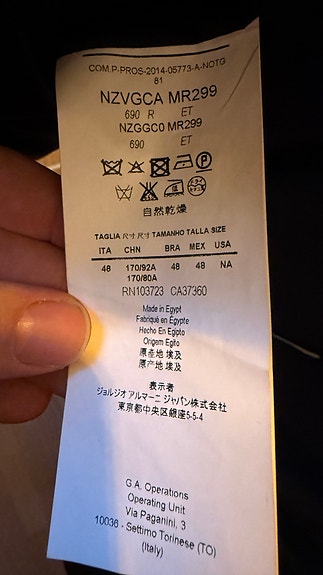 COM.P-PROS-2014-05773-A-NOTG
81
NZVGCA MR299
690 R ET
NZGGC0 MR299
690 ET
P
自然乾燥
TAGLIA 尺寸 尺寸 TAMANHO TALLA SIZE
ITA CHN BRA MEX USA
48 170/92A 48 48 NA
170/80A
RN103723 CA37360
Made in Egypt
Fabriqué en Égypte
Hecho En Egipto
Origem Egito
原產地 埃及
原产地 埃及
表示者
ジョルジオ アルマーニ ジャパン株式会社
東京都中央区銀座5-5-4
G.A. Operations
Operating Unit
Via Paganini, 3
10036 - Settimo Torinese (TO)
(Italy)